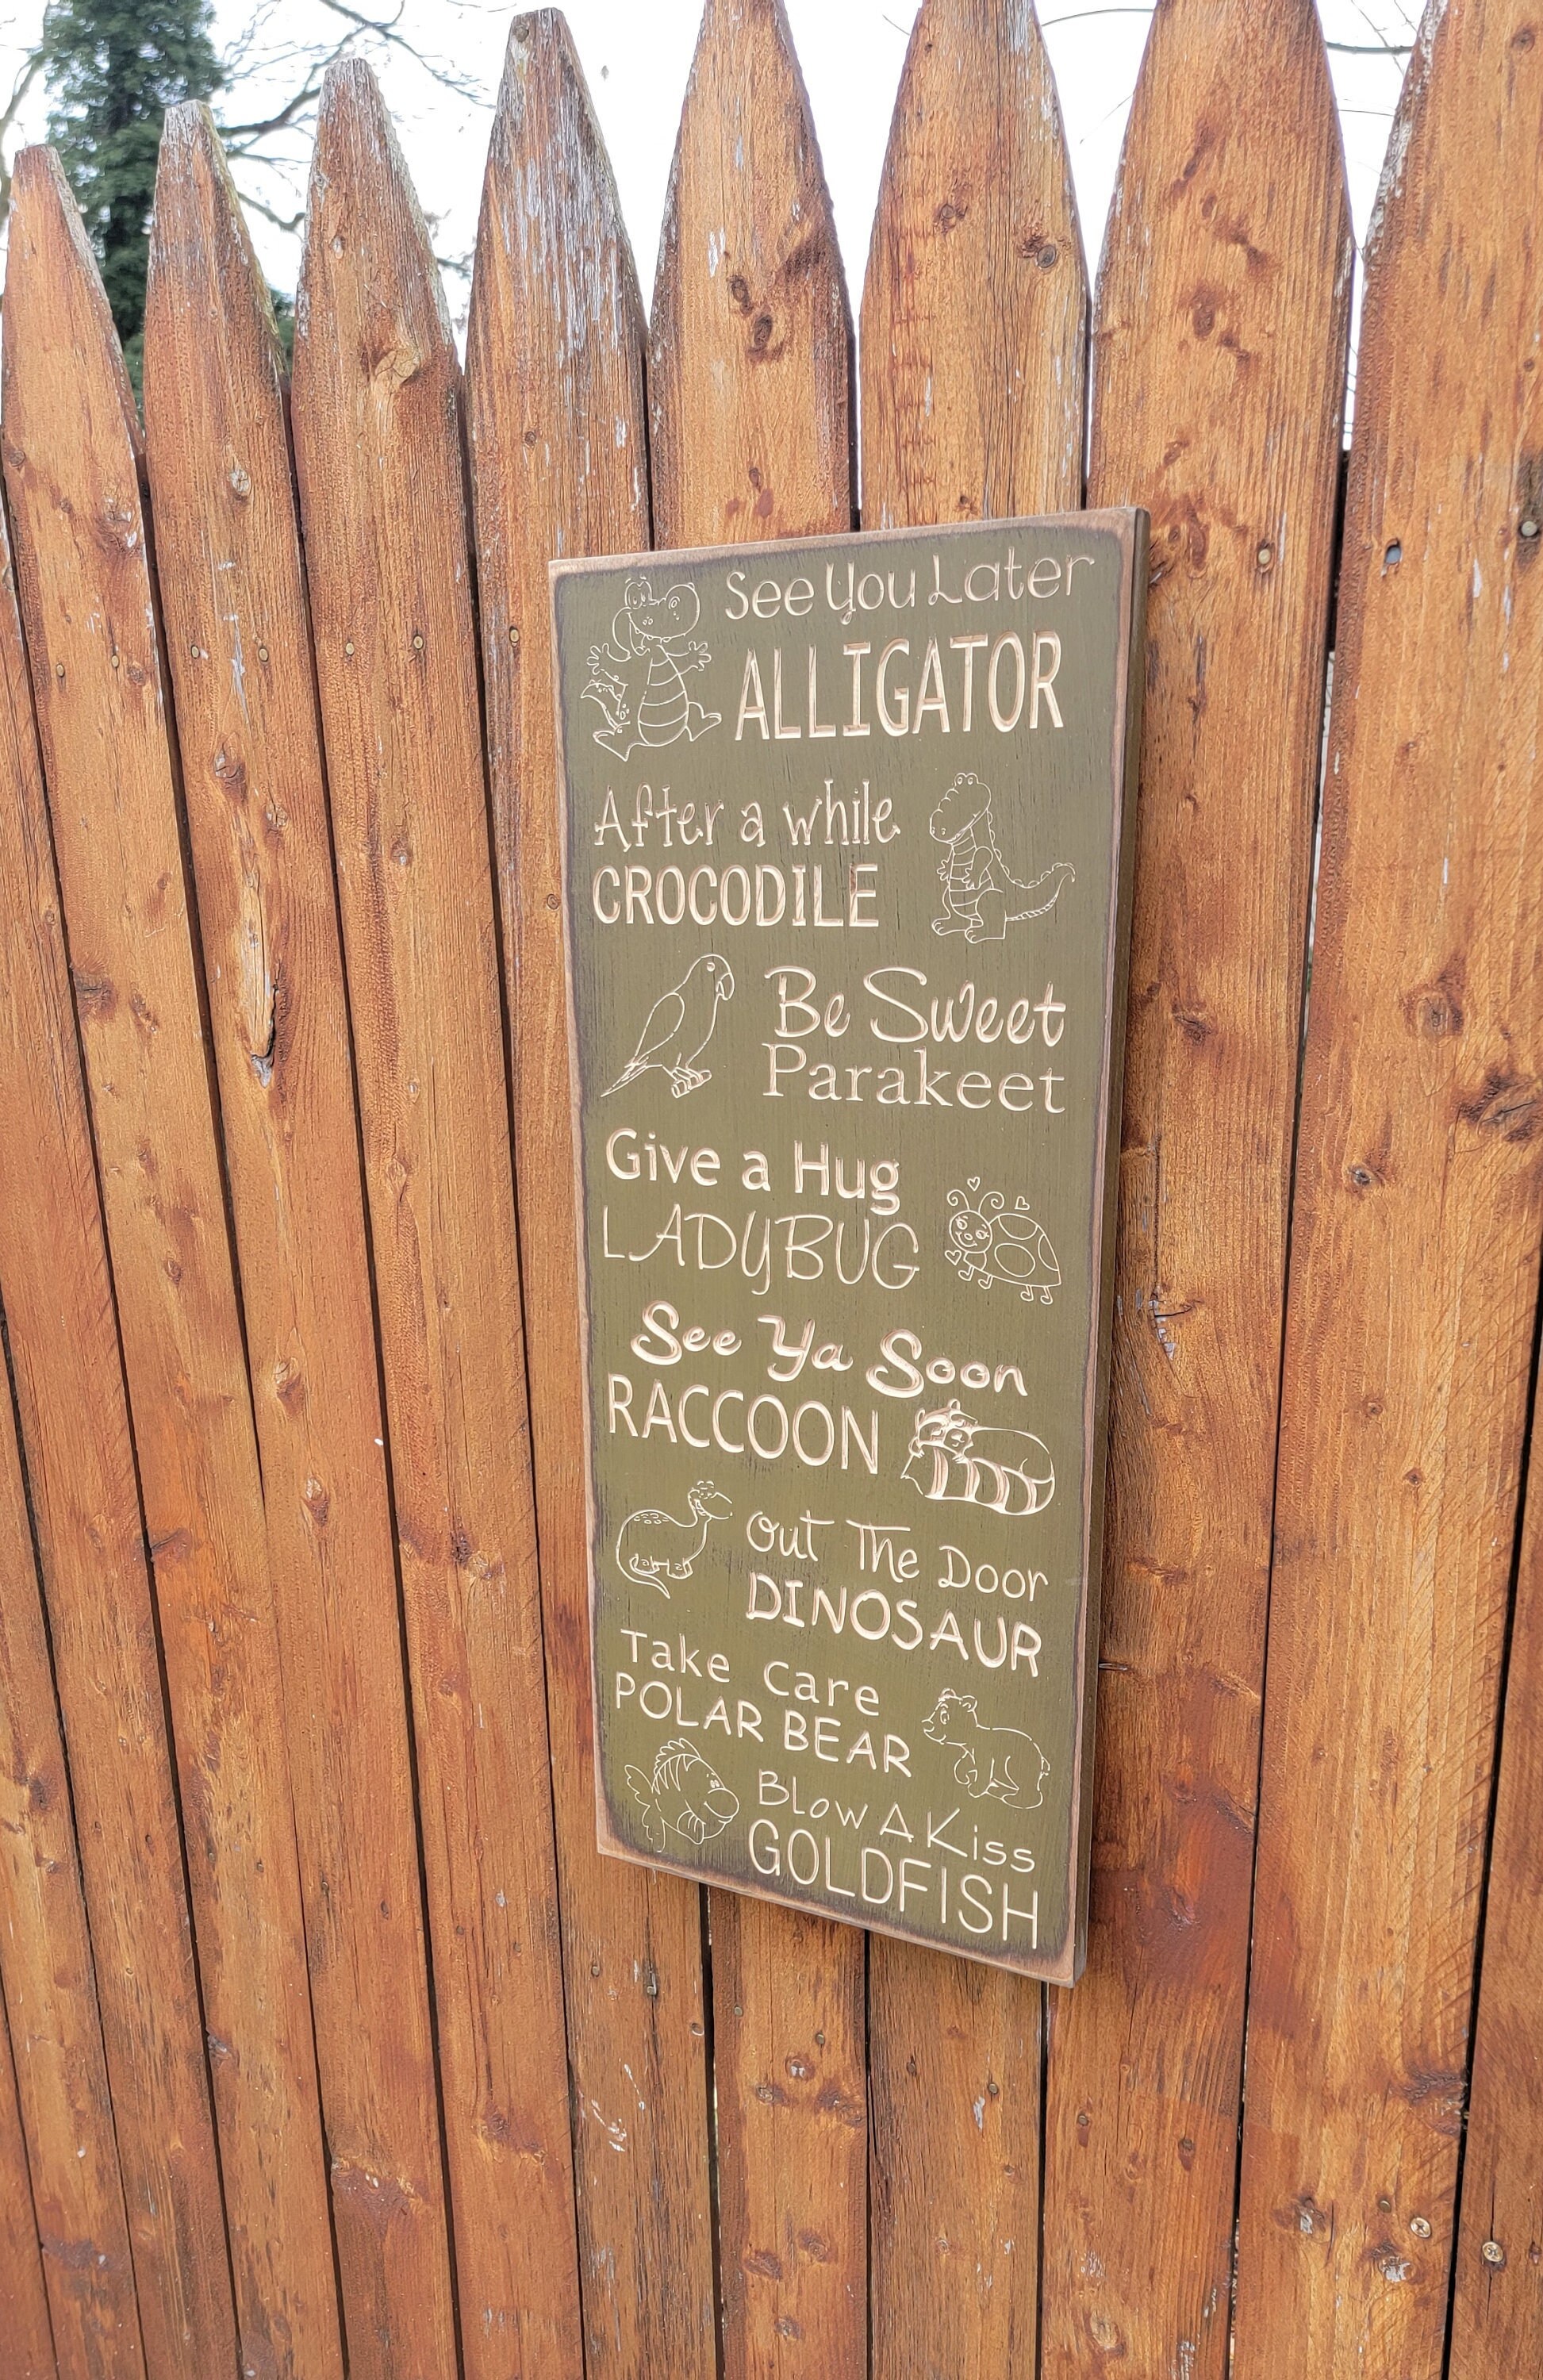 See You Later
ALLIGATOR
After a while
CROCODILE
Be Sweet
Parakeet
Give a Hug
LADYBUG
See Ya Soon
RACCOON
Out The Door
DINOSAUR
Take Care
POLAR BEAR
BLow A Kiss
GOLDFISH